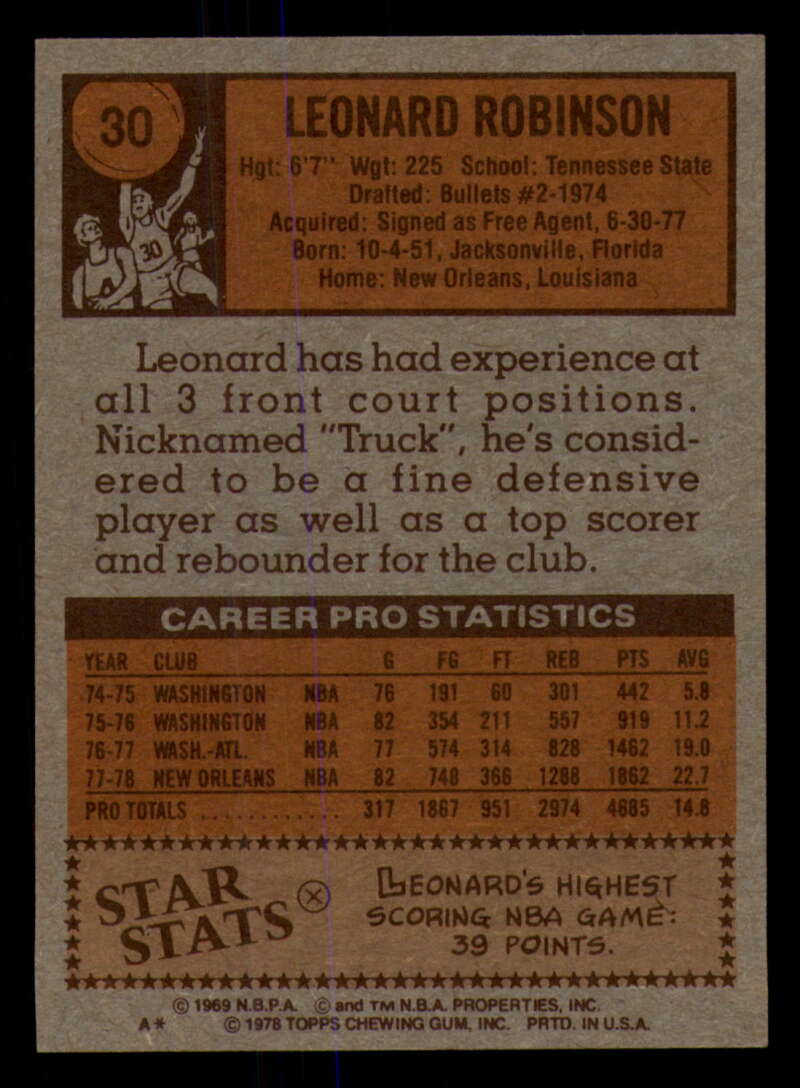 30
LEONARD ROBINSON
Hgt: 6'7" Wgt: 225 School: Tennessee State
Drafted: Bullets #2-1974
Acquired: Signed as Free Agent, 6-30-77
Born: 10-4-51, Jacksonville, Florida
Home: New Orleans, Louisiana
30
Leonard has had experience at
all 3 front court positions.
Nicknamed "Truck", he's consid-
ered to be a fine defensive
player as well as a top scorer
and rebounder for the club.
CAREER PRO STATISTICS
YEAR CLUB G FG FT REB PTS AVG
74-75 WASHINGTON NBA 76 191 60 301 442 5.8
75-76 WASHINGTON NBA 82 354 211 557 919 11.2
76-77 WASH.-ATL. NBA 77 574 314 828 1462 19.0
77-78 NEW ORLEANS NBA 82 748 366 1288 1862 22.7
PRO TOTALS ............ 317 1867 951 2974 4685 14.8
STAR STATS
LEONARD'S HIGHEST
SCORING NBA GAME:
39 POINTS.
© 1969 N.B.P.A. © and TM N.B.A. PROPERTIES, INC.
A* © 1978 TOPPS CHEWING GUM, INC. PRTD. IN U.S.A.